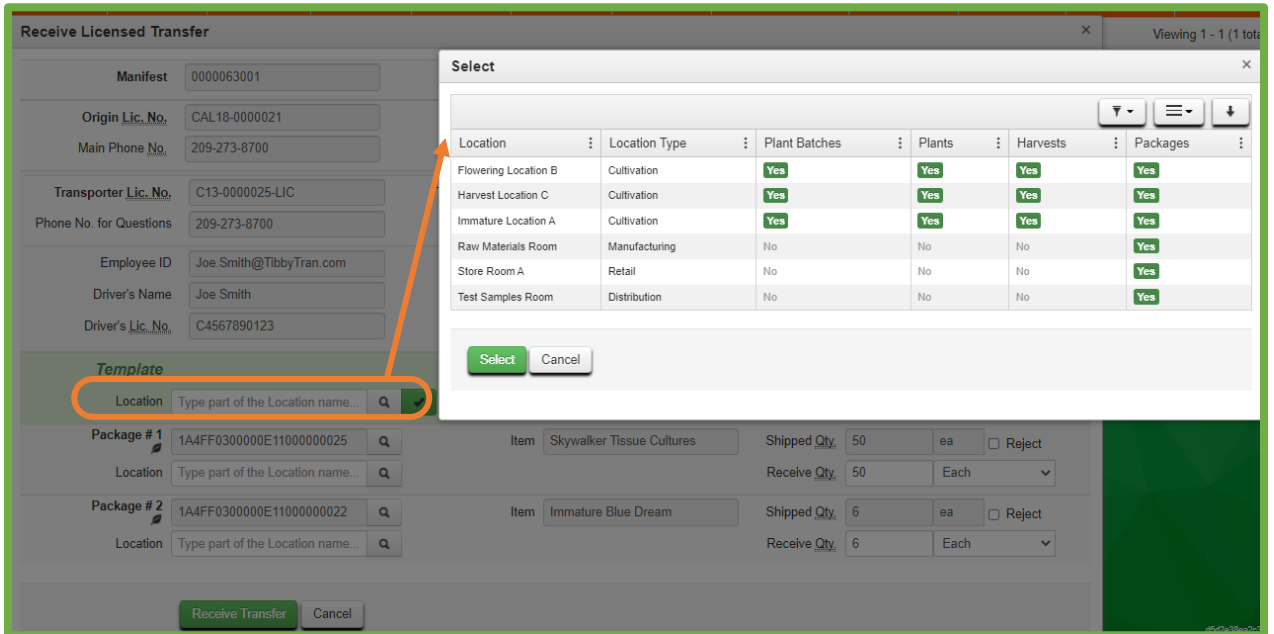 Receive Licensed Transfer ×
Viewing 1 - 1 (1 tota
Manifest 0000063001
Origin Lic. No. CAL18-0000021
Main Phone No. 209-273-8700
Transporter Lic. No. C13-0000025-LIC
Phone No. for Questions 209-273-8700
Employee ID Joe.Smith@TibbyTran.com
Driver's Name Joe Smith
Driver's Lic. No. C4567890123
Template
Location Type part of the Location name...
Package # 1 1A4FF0300000E11000000025 Item Skywalker Tissue Cultures Shipped Qty. 50 ea Reject
Location Type part of the Location name... Receive Qty. 50 Each
Package # 2 1A4FF0300000E11000000022 Item Immature Blue Dream Shipped Qty. 6 ea Reject
Location Type part of the Location name... Receive Qty. 6 Each
Receive Transfer Cancel
Select ×
Location Location Type Plant Batches Plants Harvests Packages
Flowering Location B Cultivation Yes Yes Yes Yes
Harvest Location C Cultivation Yes Yes Yes Yes
Immature Location A Cultivation Yes Yes Yes Yes
Raw Materials Room Manufacturing No No No Yes
Store Room A Retail No No No Yes
Test Samples Room Distribution No No No Yes
Select Cancel